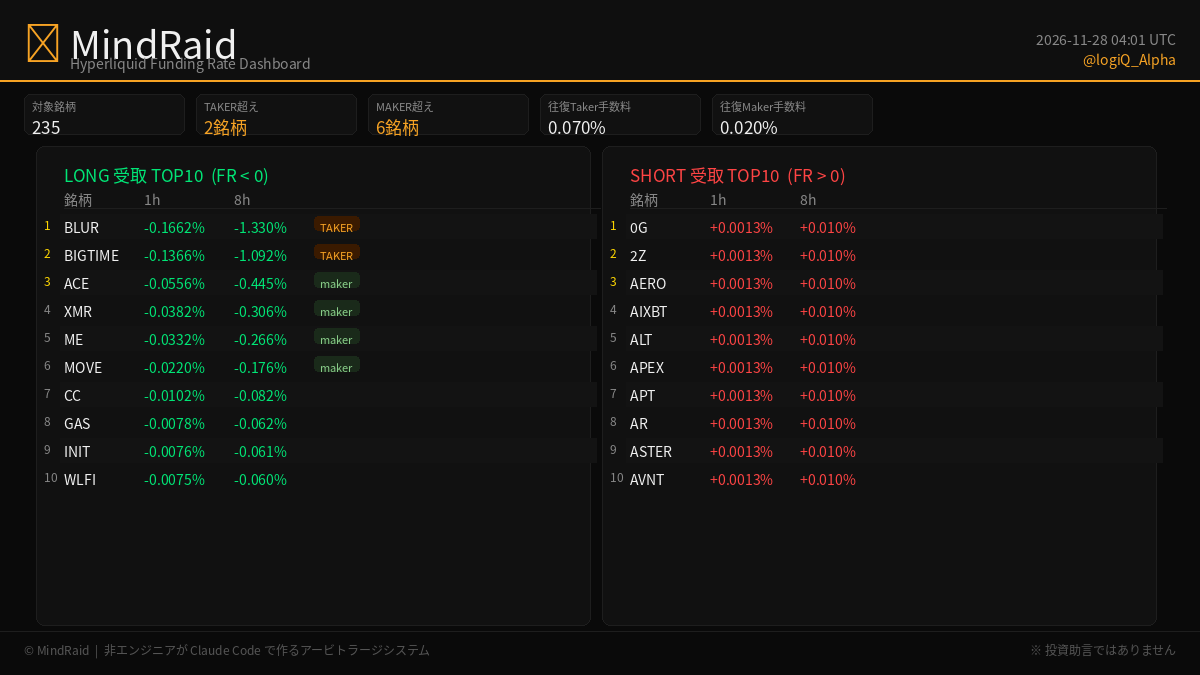 MindRaid
Hyperliquid Funding Rate Dashboard
2026-11-28 04:01 UTC
@logiQ_Alpha
対象銘柄
235
TAKER超え
2銘柄
MAKER超え
6銘柄
往復Taker手数料
0.070%
往復Maker手数料
0.020%
LONG 受取 TOP10 (FR < 0)
銘柄 1h 8h
1 BLUR -0.1662% -1.330% TAKER
2 BIGTIME -0.1366% -1.092% TAKER
3 ACE -0.0556% -0.445% maker
4 XMR -0.0382% -0.306% maker
5 ME -0.0332% -0.266% maker
6 MOVE -0.0220% -0.176% maker
7 CC -0.0102% -0.082%
8 GAS -0.0078% -0.062%
9 INIT -0.0076% -0.061%
10 WLFI -0.0075% -0.060%
SHORT 受取 TOP10 (FR > 0)
銘柄 1h 8h
1 0G +0.0013% +0.010%
2 2Z +0.0013% +0.010%
3 AERO +0.0013% +0.010%
4 AIXBT +0.0013% +0.010%
5 ALT +0.0013% +0.010%
6 APEX +0.0013% +0.010%
7 APT +0.0013% +0.010%
8 AR +0.0013% +0.010%
9 ASTER +0.0013% +0.010%
10 AVNT +0.0013% +0.010%
© MindRaid | 非エンジニアが Claude Code で作るアービトラージシステム
※ 投資助言ではありません